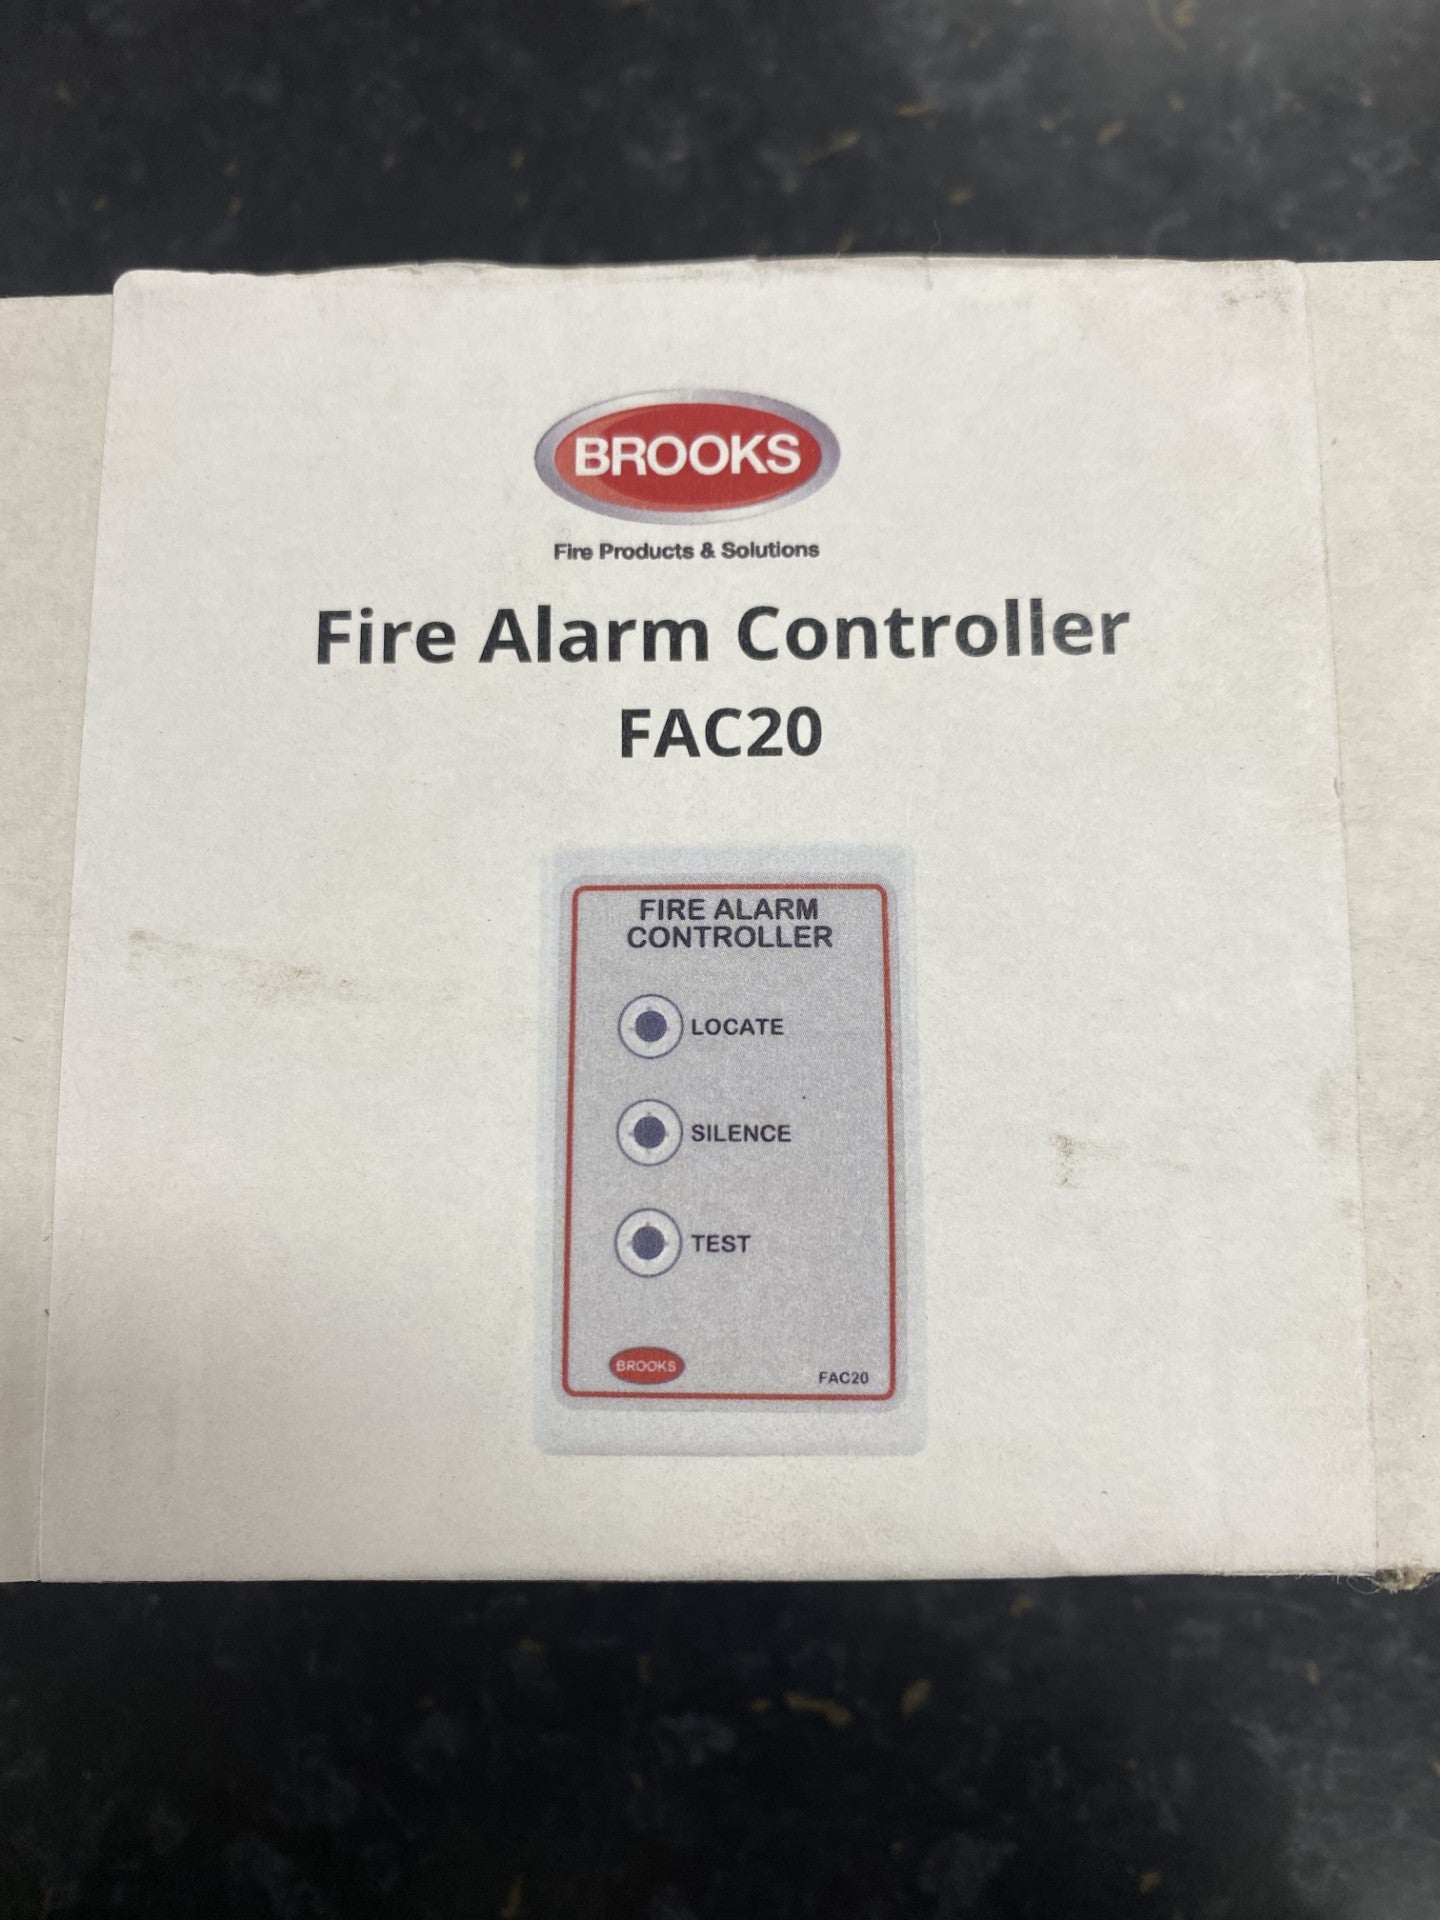 BROOKS
Fire Products & Solutions
Fire Alarm Controller
FAC20
FIRE ALARM
CONTROLLER
LOCATE
SILENCE
TEST
BROOKS
FAC20